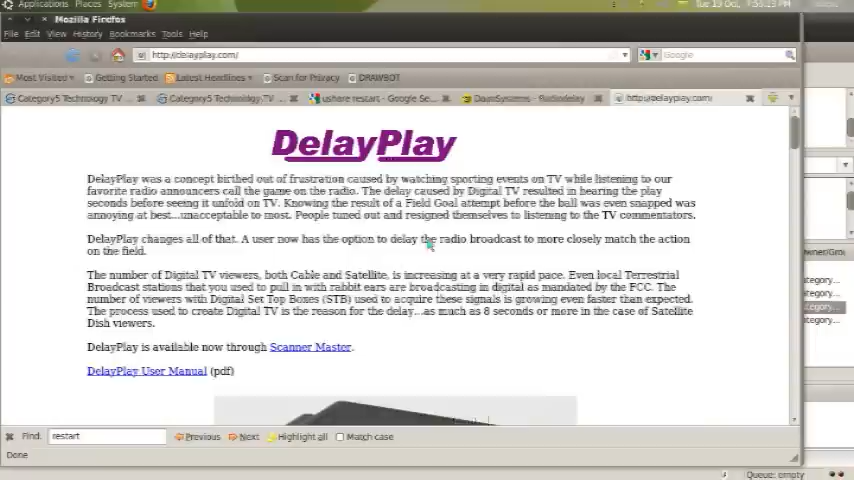 Applications Places System
Tue 19 Oct,
Mozilla Firefox
File Edit View History Bookmarks Tools Help
http://delayplay.com/
Google
Most Visited
Getting Started
Latest Headlines
Scan for Privacy
DRAWBOT
Category5 Technology TV ...
Category5 Technology TV ...
ushare restart - Google Se...
DaanSystems - Radiodelay
http://delayplay.com/
DelayPlay
DelayPlay was a concept birthed out of frustration caused by watching sporting events on TV while listening to our
favorite radio announcers call the game on the radio. The delay caused by Digital TV resulted in hearing the play
seconds before seeing it unfold on TV. Knowing the result of a Field Goal attempt before the ball was even snapped was
annoying at best...unacceptable to most. People tuned out and resigned themselves to listening to the TV commentators.
DelayPlay changes all of that. A user now has the option to delay the radio broadcast to more closely match the action
on the field.
The number of Digital TV viewers, both Cable and Satellite, is increasing at a very rapid pace. Even local Terrestrial
Broadcast stations that you used to pull in with rabbit ears are broadcasting in digital as mandated by the FCC. The
number of viewers with Digital Set Top Boxes (STB) used to acquire these signals is growing even faster than expected.
The process used to create Digital TV is the reason for the delay...as much as 8 seconds or more in the case of Satellite
Dish viewers.
DelayPlay is available now through Scanner Master.
DelayPlay User Manual (pdf)
Find: restart
Previous
Next
Highlight all
Match case
Done
wner/Gro
ategory...
ategory...
ategory...
ategory...
Queue: empty